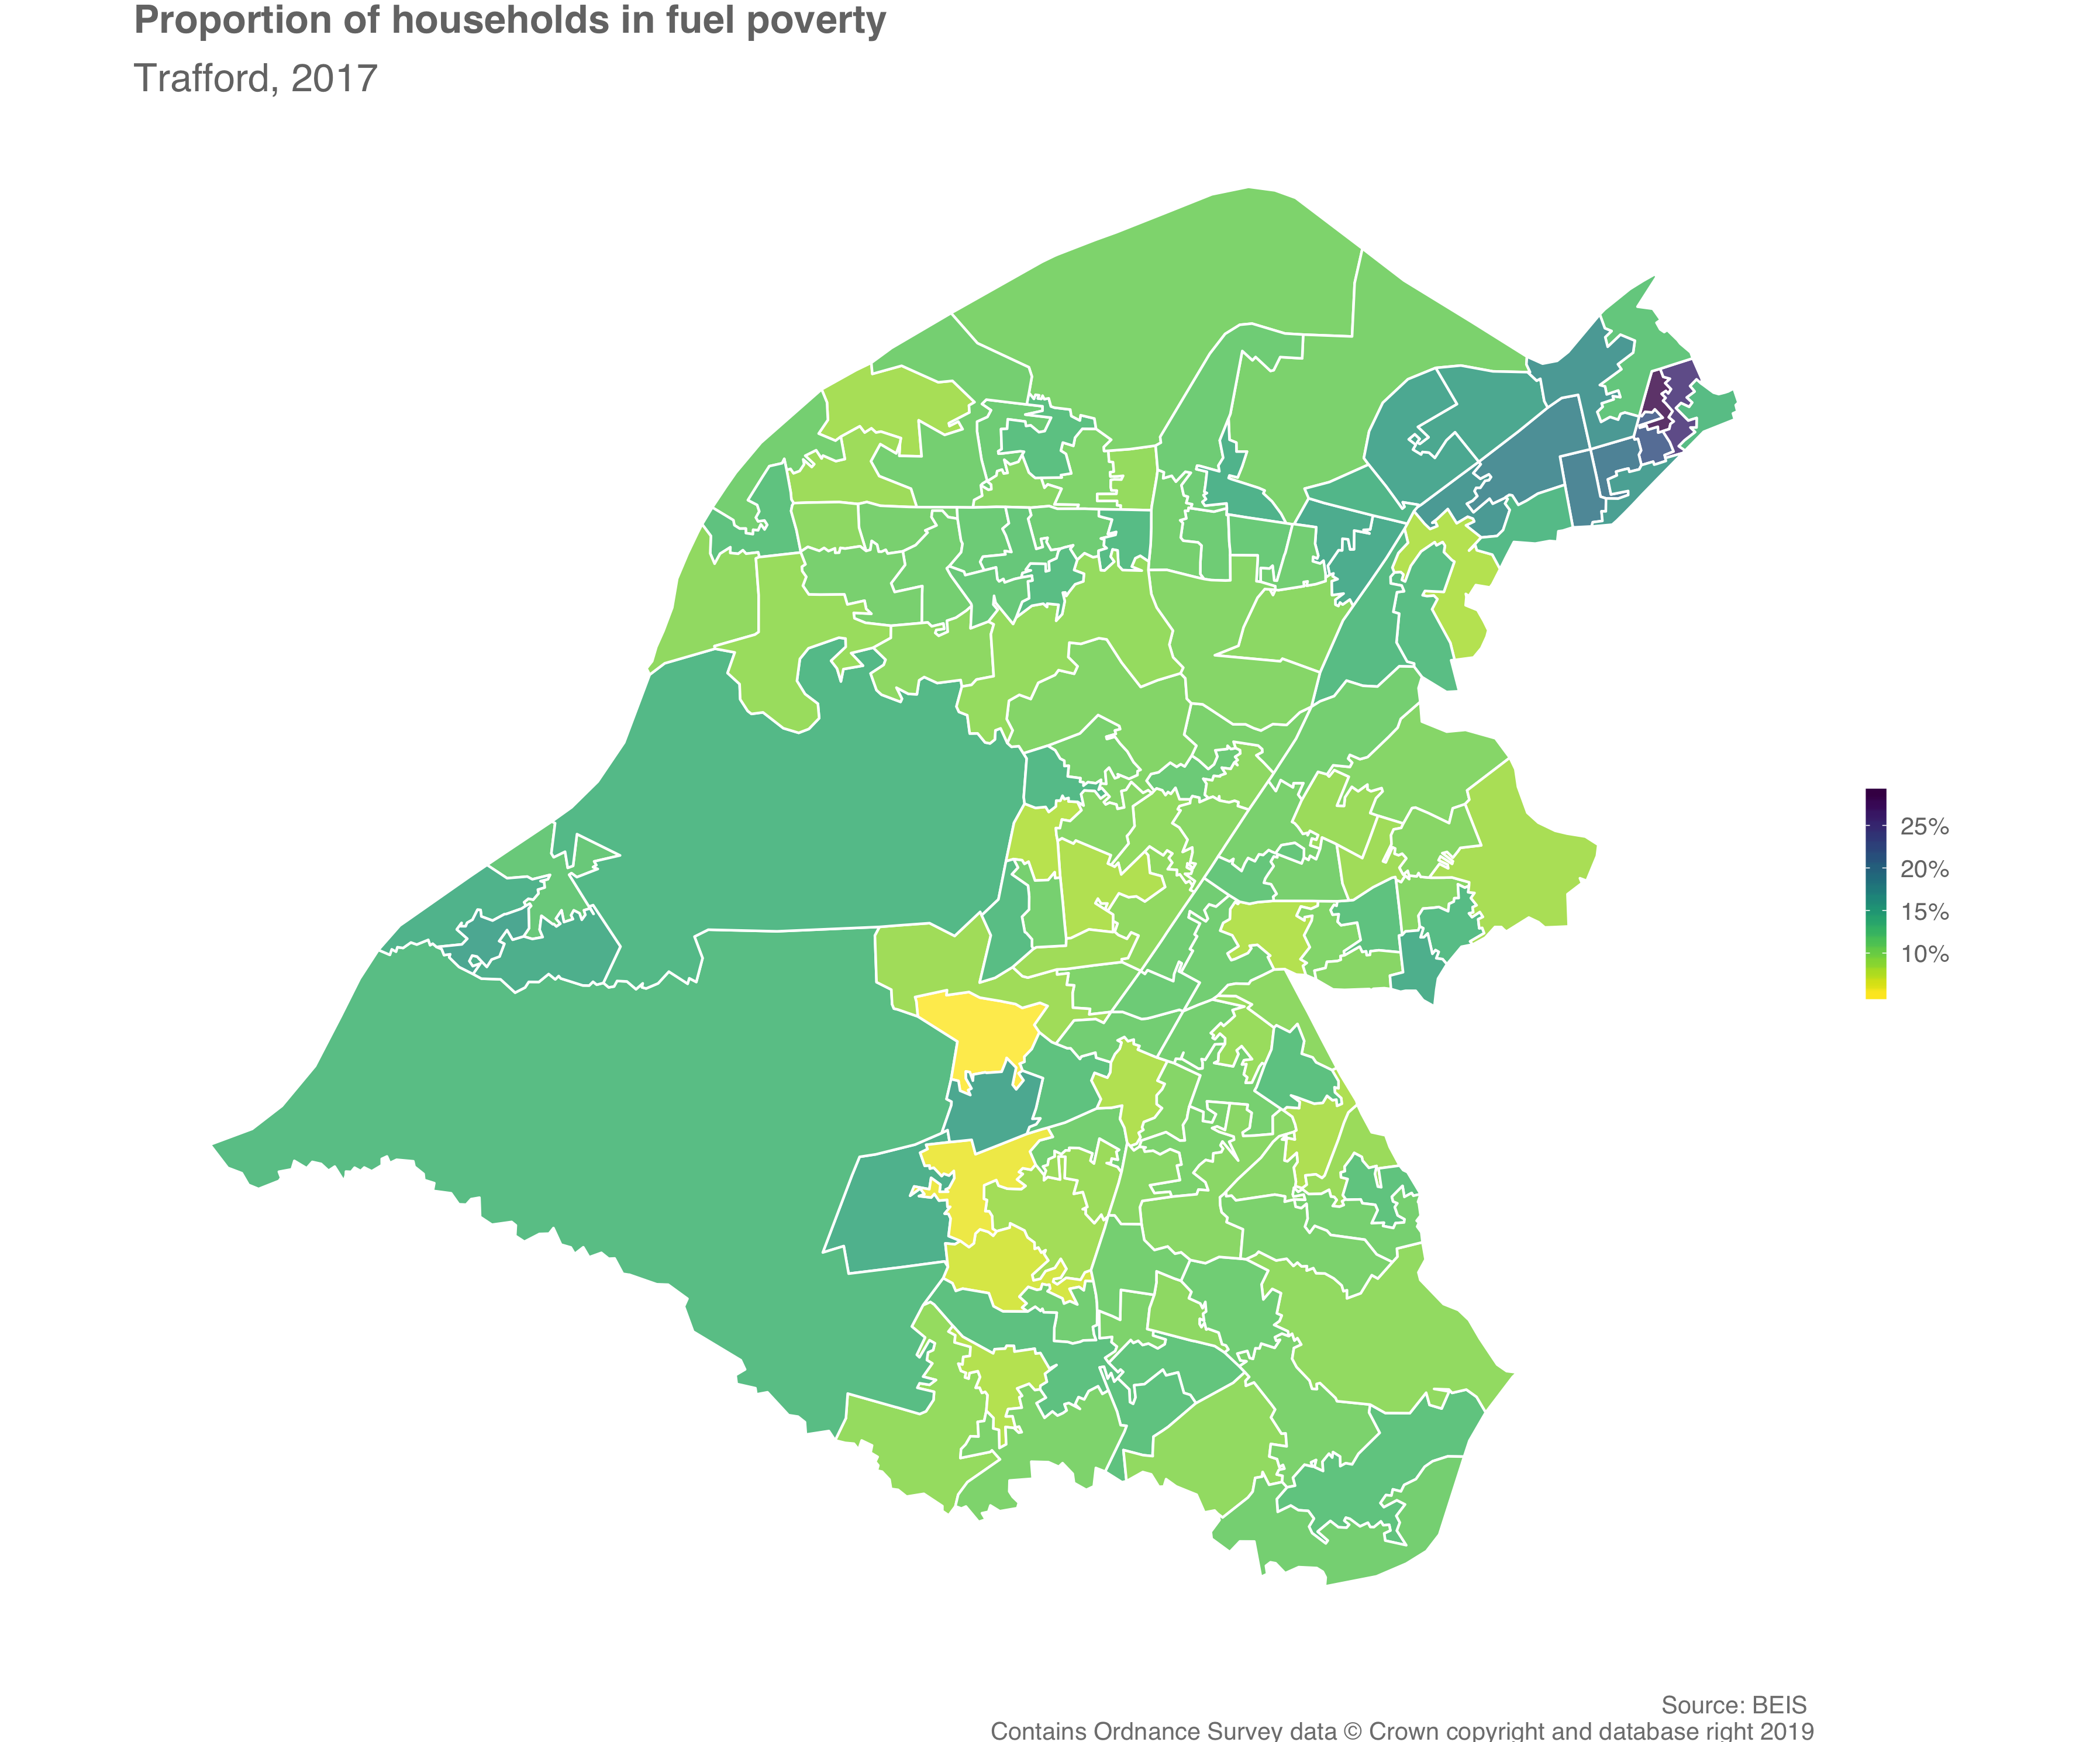 Proportion of households in fuel poverty
Trafford, 2017
25%
20%
15%
10%
Source: BEIS
Contains Ordnance Survey data © Crown copyright and database right 2019